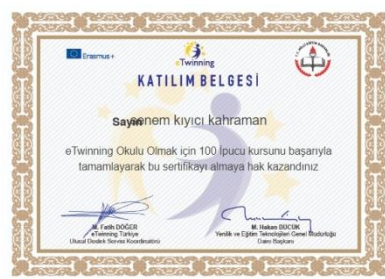 Erasmus+
eTwinning
KATILIM BELGESİ
Sayın senem kıyıcı kahraman
eTwinning Okulu Olmak için 100 İpucu kursunu başarıyla
tamamlayarak bu sertifikayı almaya hak kazandınız
M. Fatih DÖĞER
eTwinning Türkiye
Ulusal Destek Servisi Koordinatörü
M. Hakan BÜCÜK
Yenilik ve Eğitim Teknolojileri Genel Müdürlüğü
Daire Başkanı